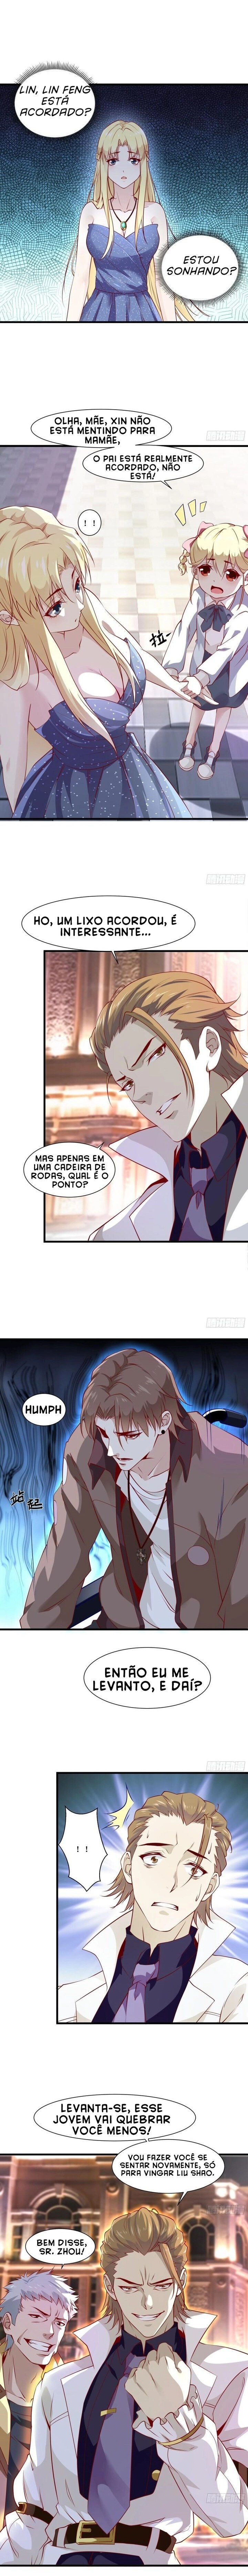 LIN, LIN FENG
ESTÁ
ACORDADO?
ESTOU
SONHANDO?
OLHA, MÃE, XIN NÃO
ESTÁ MENTINDO PARA
MAMÃE,
O PAI ESTÁ REALMENTE
ACORDADO, NÃO
ESTÁ!
!!
拉~
HO, UM LIXO ACORDOU, É
INTERESSANTE...
MAS APENAS EM
UMA CADEIRA DE
RODAS, QUAL É O
PONTO?
HUMPH
站起
ENTÃO EU ME
LEVANTO, E DAÍ?
!!
LEVANTA-SE, ESSE
JOVEM VAI QUEBRAR
VOCÊ MENOS!
VOU FAZER VOCÊ SE
SENTAR NOVAMENTE, SÓ
PARA VINGAR LIU SHAO.
BEM DISSE,
SR. ZHOU!